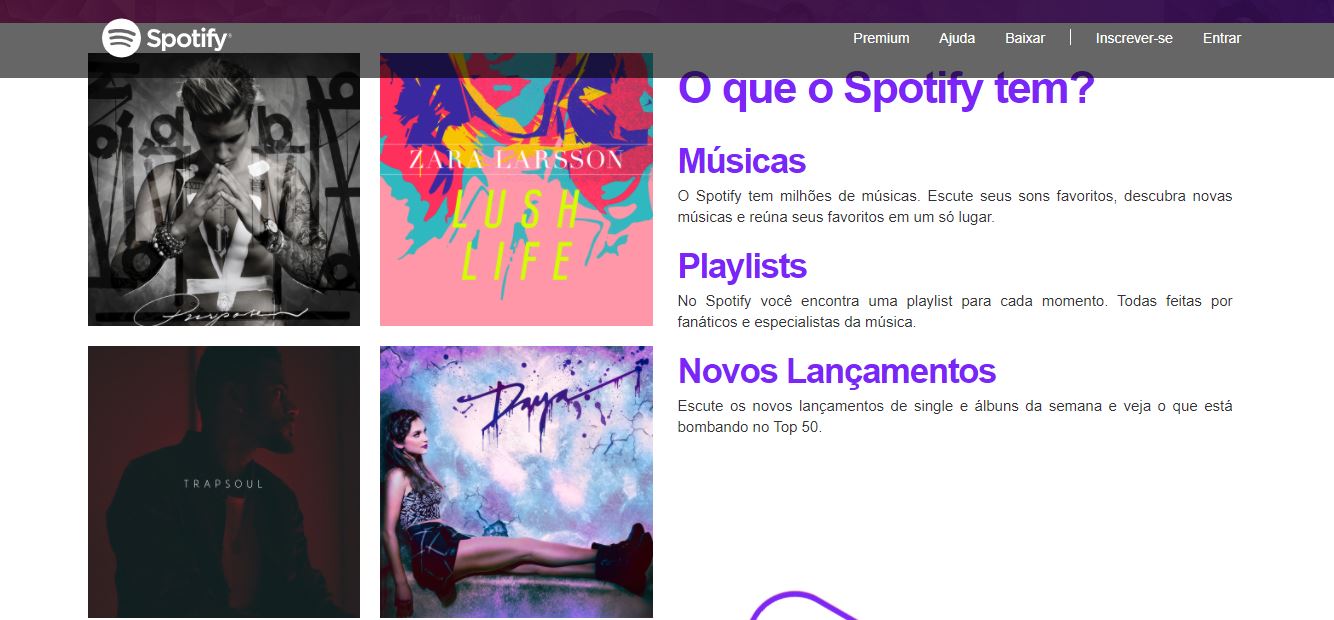 Spotify®
Premium
Ajuda
Baixar
Inscrever-se
Entrar
Purpose
ZARA LARSSON
LUSH
LIFE
TRAPSOUL
Daya
O que o Spotify tem?
Músicas
O Spotify tem milhões de músicas. Escute seus sons favoritos, descubra novas
músicas e reúna seus favoritos em um só lugar.
Playlists
No Spotify você encontra uma playlist para cada momento. Todas feitas por
fanáticos e especialistas da música.
Novos Lançamentos
Escute os novos lançamentos de single e álbuns da semana e veja o que está
bombando no Top 50.